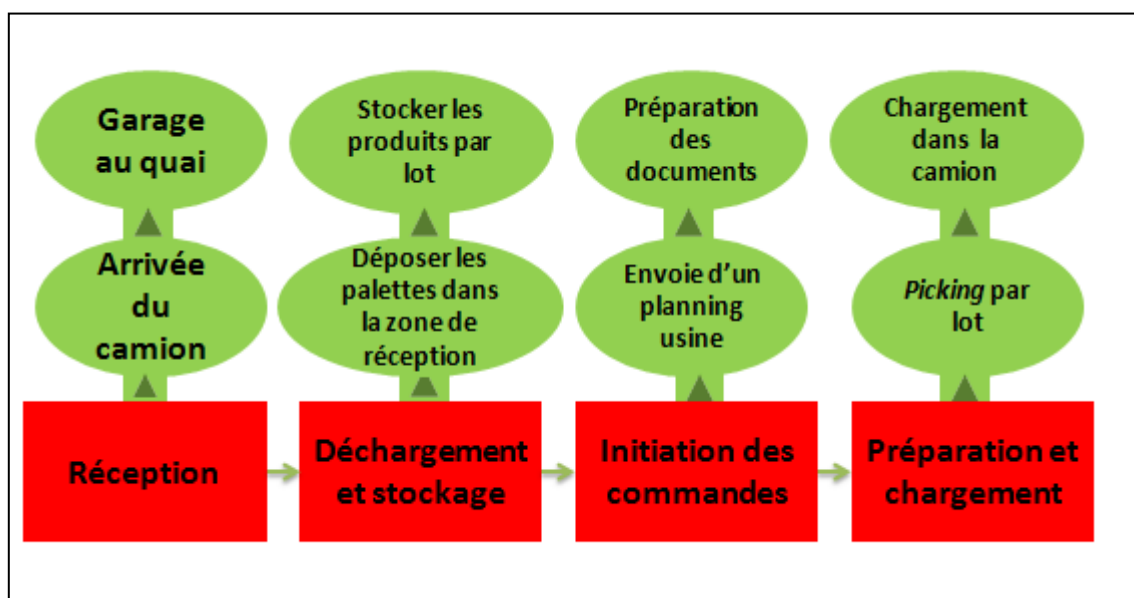 Garage
au quai
Stocker les
produits par
lot
Préparation
des
documents
Chargement
dans la
camion
Arrivée
du
camion
Déposer les
palettes dans
la zone de
réception
Envoie d'un
planning
usine
Picking par
lot
Réception
Déchargement
et stockage
Initiation des
commandes
Préparation et
chargement